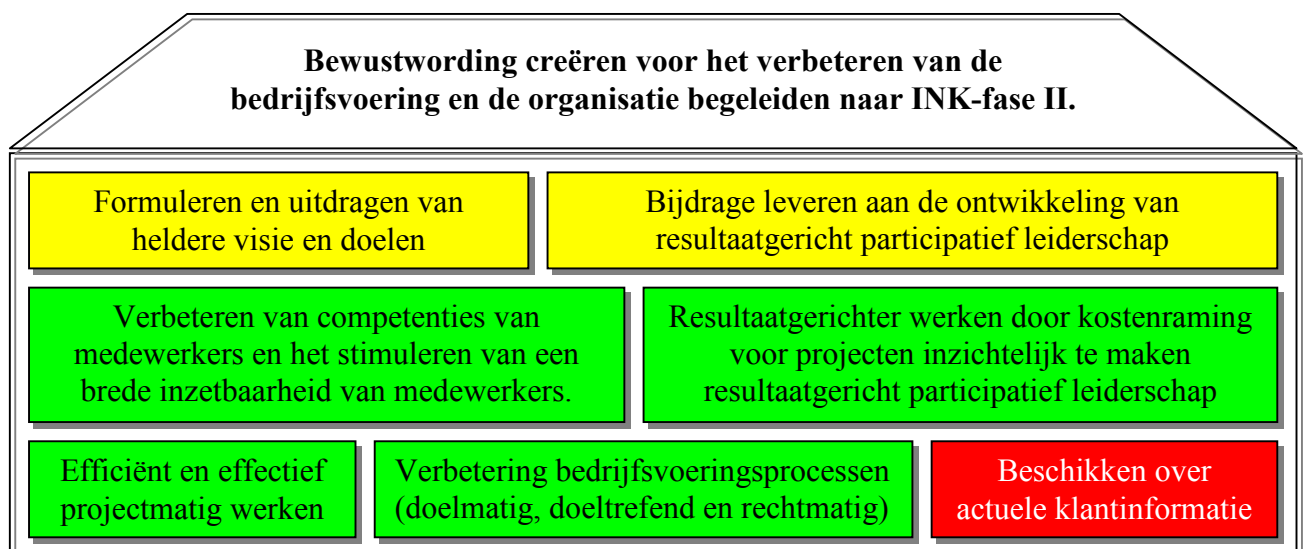 Bewustwording creëren voor het verbeteren van de
bedrijfsvoering en de organisatie begeleiden naar INK-fase II.
Formuleren en uitdragen van
heldere visie en doelen
Bijdrage leveren aan de ontwikkeling van
resultaatgericht participatief leiderschap
Verbeteren van competenties van
medewerkers en het stimuleren van een
brede inzetbaarheid van medewerkers.
Resultaatgerichter werken door kostenraming
voor projecten inzichtelijk te maken
resultaatgericht participatief leiderschap
Efficiënt en effectief
projectmatig werken
Verbetering bedrijfsvoeringsprocessen
(doelmatig, doeltreffend en rechtmatig)
Beschikken over
actuele klantinformatie